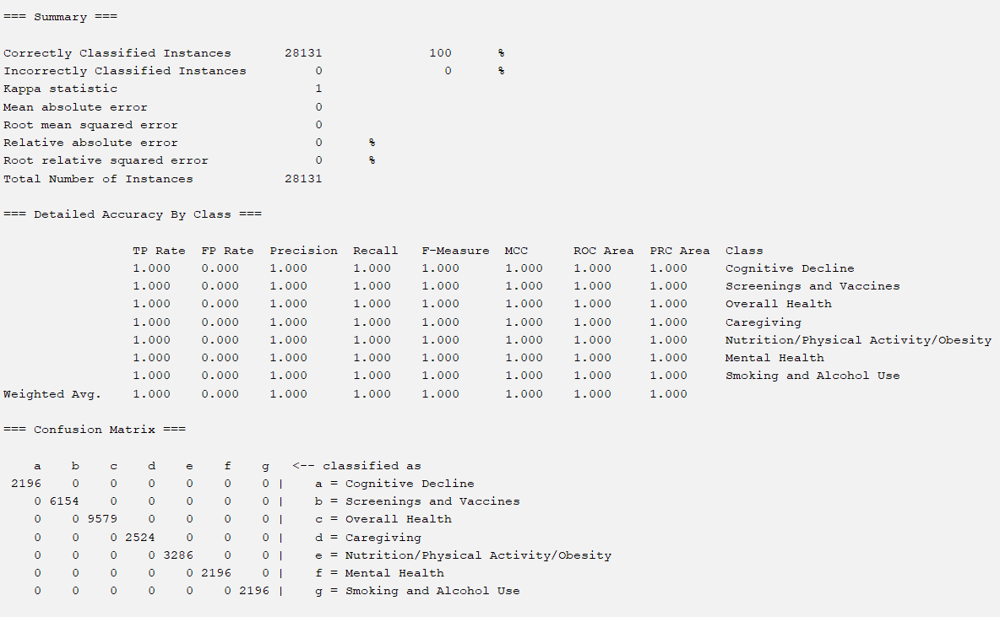 === Summary ===
Correctly Classified Instances 28131 100 %
Incorrectly Classified Instances 0 0 %
Kappa statistic 1
Mean absolute error 0
Root mean squared error 0
Relative absolute error 0 %
Root relative squared error 0 %
Total Number of Instances 28131
=== Detailed Accuracy By Class ===
TP Rate FP Rate Precision Recall F-Measure MCC ROC Area PRC Area Class
1.000 0.000 1.000 1.000 1.000 1.000 1.000 1.000 Cognitive Decline
1.000 0.000 1.000 1.000 1.000 1.000 1.000 1.000 Screenings and Vaccines
1.000 0.000 1.000 1.000 1.000 1.000 1.000 1.000 Overall Health
1.000 0.000 1.000 1.000 1.000 1.000 1.000 1.000 Caregiving
1.000 0.000 1.000 1.000 1.000 1.000 1.000 1.000 Nutrition/Physical Activity/Obesity
1.000 0.000 1.000 1.000 1.000 1.000 1.000 1.000 Mental Health
1.000 0.000 1.000 1.000 1.000 1.000 1.000 1.000 Smoking and Alcohol Use
Weighted Avg. 1.000 0.000 1.000 1.000 1.000 1.000 1.000 1.000
=== Confusion Matrix ===
a b c d e f g <-- classified as
2196 0 0 0 0 0 0 | a = Cognitive Decline
0 6154 0 0 0 0 0 | b = Screenings and Vaccines
0 0 9579 0 0 0 0 | c = Overall Health
0 0 0 2524 0 0 0 | d = Caregiving
0 0 0 0 3286 0 0 | e = Nutrition/Physical Activity/Obesity
0 0 0 0 0 2196 0 | f = Mental Health
0 0 0 0 0 0 2196 | g = Smoking and Alcohol Use